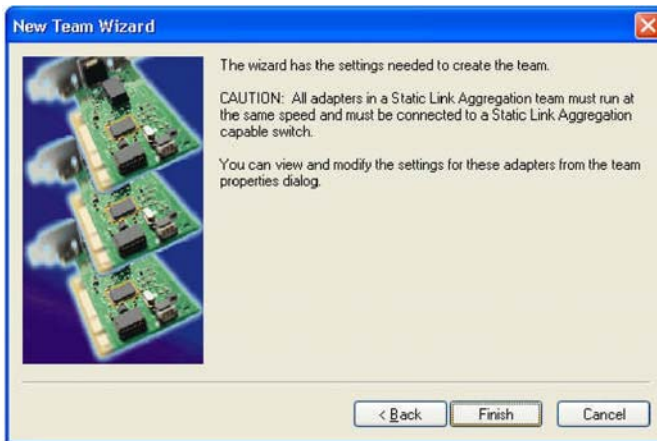 New Team Wizard
The wizard has the settings needed to create the team.
CAUTION: All adapters in a Static Link Aggregation team must run at
the same speed and must be connected to a Static Link Aggregation
capable switch.
You can view and modify the settings for these adapters from the team
properties dialog.
< Back
Finish
Cancel